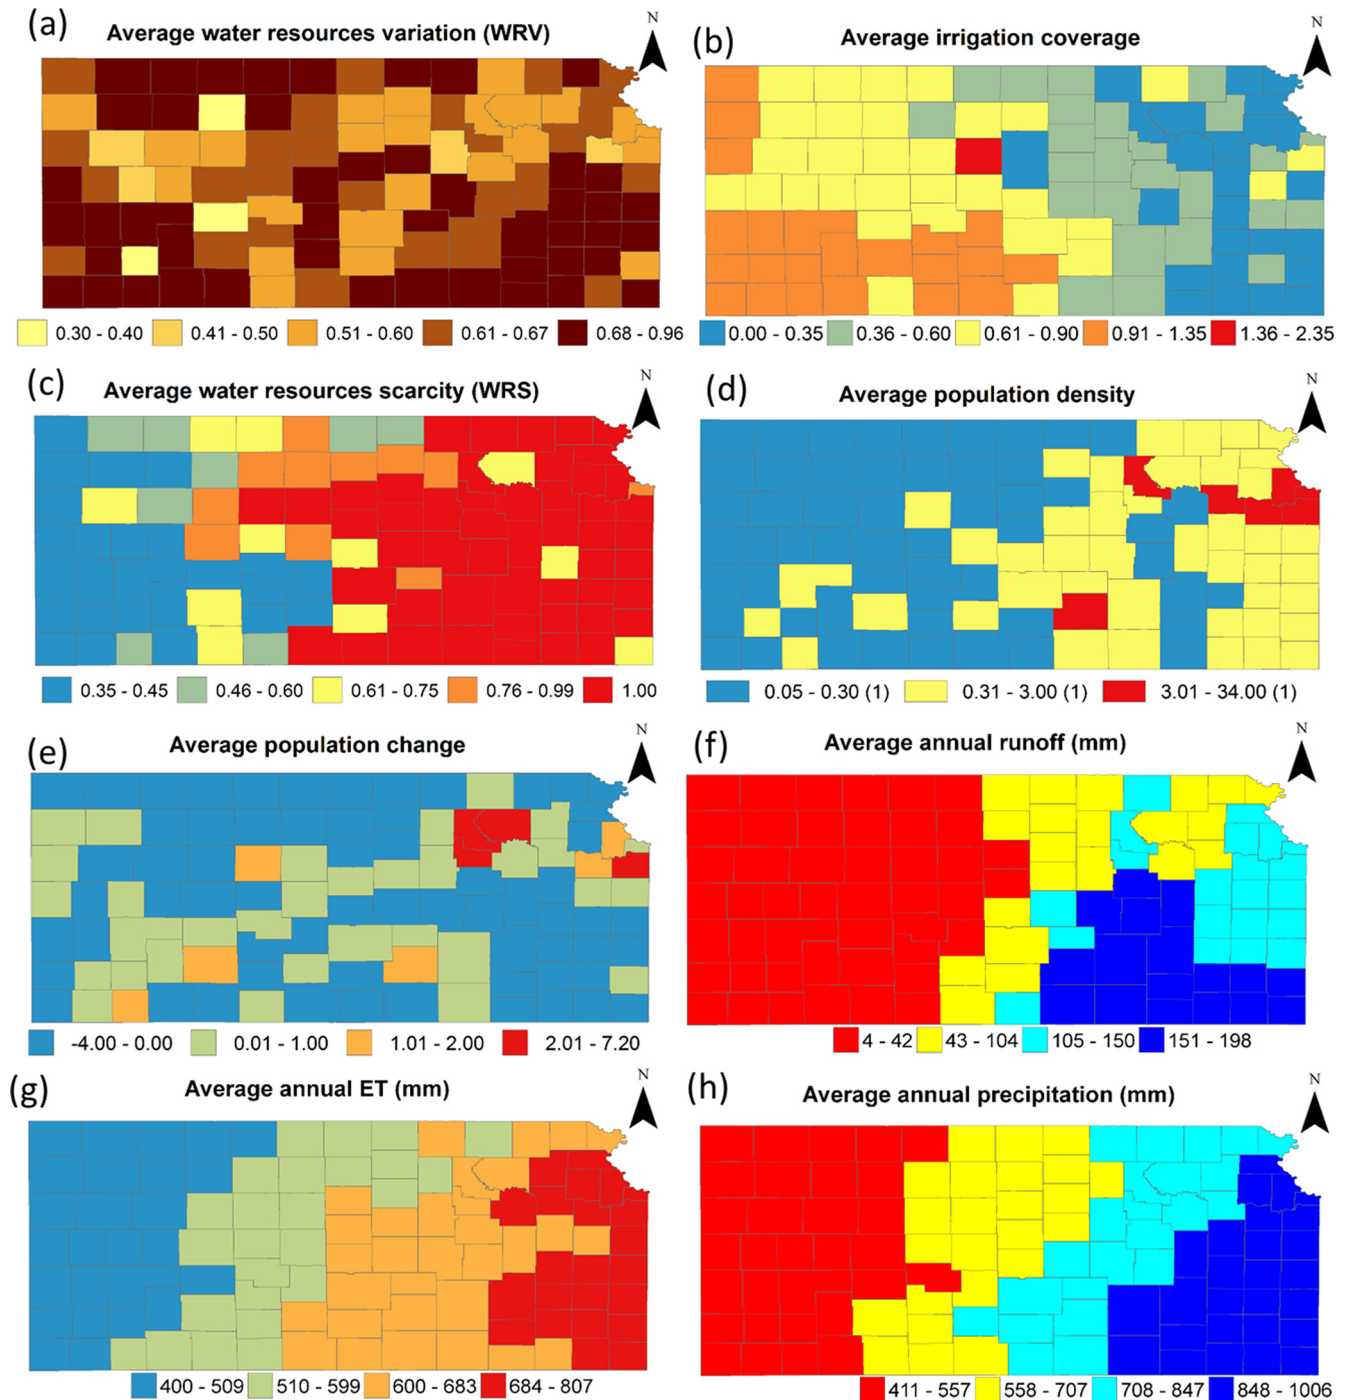 (a) Average water resources variation (WRV) N
0.30 - 0.40 0.41 - 0.50 0.51 - 0.60 0.61 - 0.67 0.68 - 0.96
(b) Average irrigation coverage N
0.00 - 0.35 0.36 - 0.60 0.61 - 0.90 0.91 - 1.35 1.36 - 2.35
(c) Average water resources scarcity (WRS) N
0.35 - 0.45 0.46 - 0.60 0.61 - 0.75 0.76 - 0.99 1.00
(d) Average population density N
0.05 - 0.30 (1) 0.31 - 3.00 (1) 3.01 - 34.00 (1)
(e) Average population change N
-4.00 - 0.00 0.01 - 1.00 1.01 - 2.00 2.01 - 7.20
(f) Average annual runoff (mm) N
4 - 42 43 - 104 105 - 150 151 - 198
(g) Average annual ET (mm) N
400 - 509 510 - 599 600 - 683 684 - 807
(h) Average annual precipitation (mm) N
411 - 557 558 - 707 708 - 847 848 - 1006